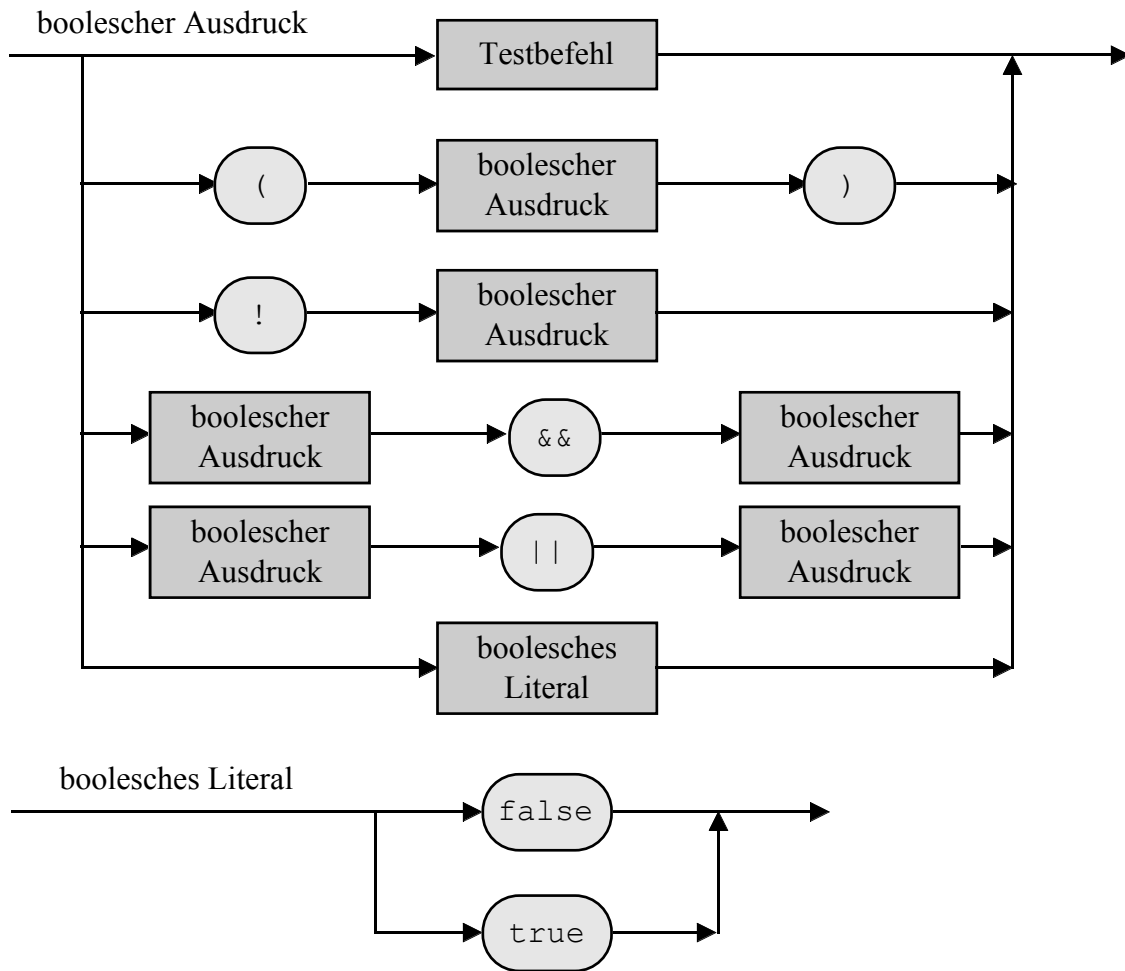 boolescher Ausdruck
Testbefehl
(
boolescher
Ausdruck
)
!
boolescher
Ausdruck
boolescher
Ausdruck
&&
boolescher
Ausdruck
boolescher
Ausdruck
||
boolescher
Ausdruck
boolesches
Literal
boolesches Literal
false
true